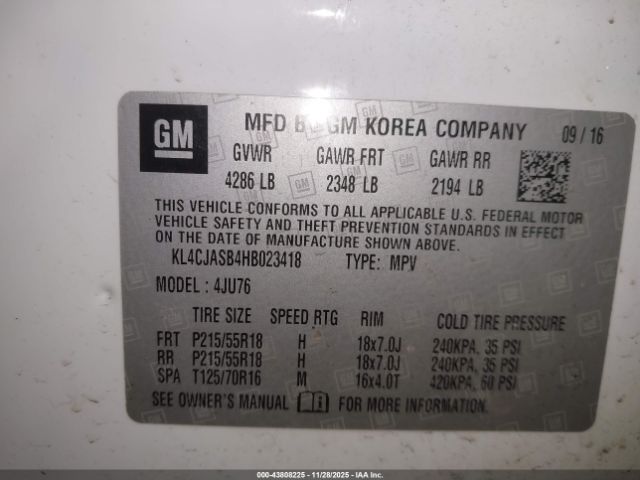 GM
MFD BY GM KOREA COMPANY 09 / 16
GVWR GAWR FRT GAWR RR
4286 LB 2348 LB 2194 LB
THIS VEHICLE CONFORMS TO ALL APPLICABLE U.S. FEDERAL MOTOR
VEHICLE SAFETY AND THEFT PREVENTION STANDARDS IN EFFECT ON THE
DATE OF MANUFACTURE SHOWN ABOVE.
KL4CJASB4HB023418 TYPE: MPV
MODEL : 4JU76
TIRE SIZE SPEED RTG RIM COLD TIRE PRESSURE
FRT P215/55R18 H 18x7.0J 240KPA, 35 PSI
RR P215/55R18 H 18x7.0J 240KPA, 35 PSI
SPA T125/70R16 M 16x4.0T 420KPA, 60 PSI
SEE OWNER'S MANUAL FOR MORE INFORMATION.
000-43808225 - 11/28/2025 - IAA Inc.